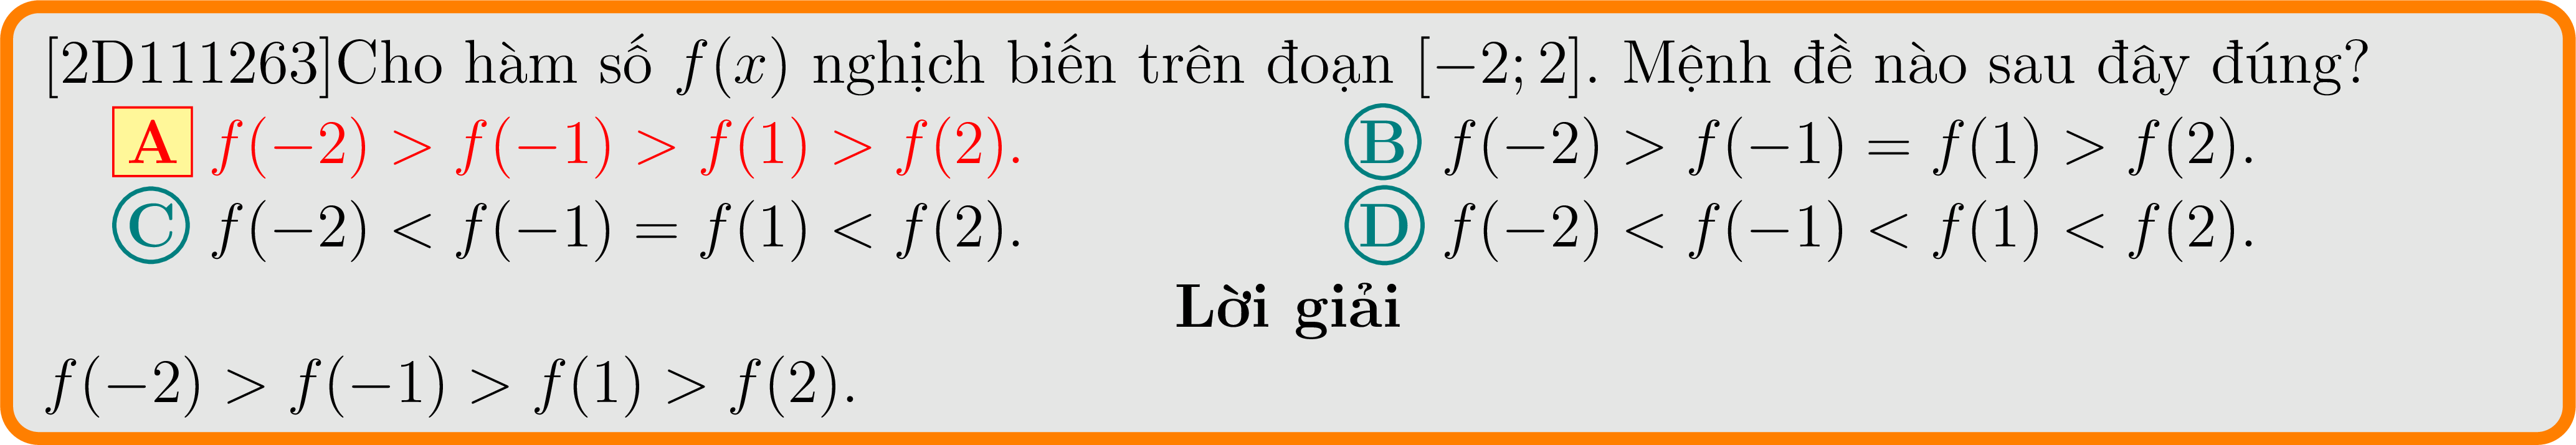 [2D111263]Cho hàm số f(x) nghịch biến trên đoạn [−2; 2]. Mệnh đề nào sau đây đúng?
A f(−2) > f(−1) > f(1) > f(2). B f(−2) > f(−1) = f(1) > f(2).
C f(−2) < f(−1) = f(1) < f(2). D f(−2) < f(−1) < f(1) < f(2).
Lời giải
f(−2) > f(−1) > f(1) > f(2).